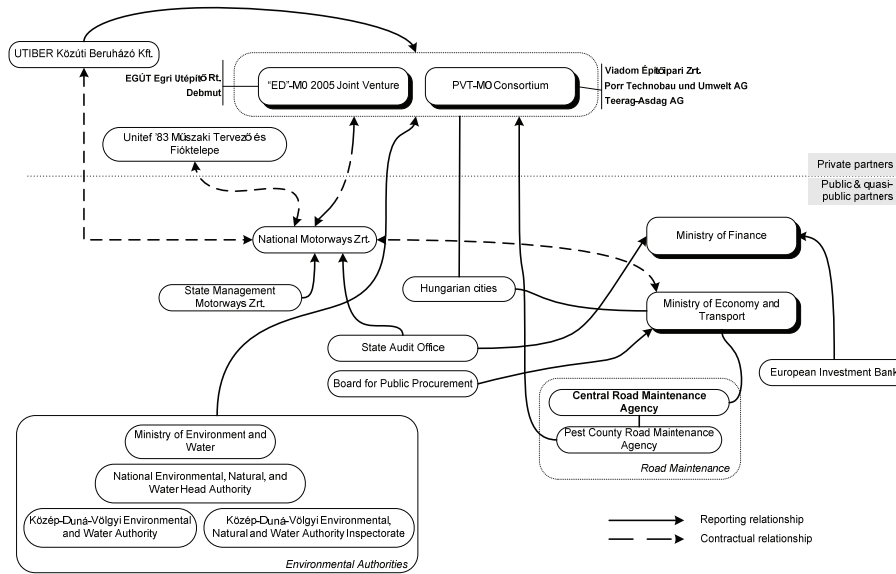 UTIBER Közúti Beruházó Kft.
EGÚT Egri Utépítő Rt.
Debmut
"ED"-M0 2005 Joint Venture
PVT-M0 Consortium
Viadom Építőipari Zrt.
Porr Technobau und Umwelt AG
Teerag-Asdag AG
Unitef '83 Műszaki Tervező és
Fióktelepe
Private partners
Public & quasi-
public partners
National Motorways Zrt.
Ministry of Finance
State Management
Motorways Zrt.
Hungarian cities
Ministry of Economy and
Transport
State Audit Office
European Investment Bank
Board for Public Procurement
Central Road Maintenance
Agency
Pest County Road Maintenance
Agency
Road Maintenance
Ministry of Environment and
Water
National Environmental, Natural, and
Water Head Authority
Közép-Duná-Völgyi Environmental
and Water Authority
Közép-Duná-Völgyi Environmental,
Natural and Water Authority Inspectorate
Environmental Authorities
Reporting relationship
Contractual relationship